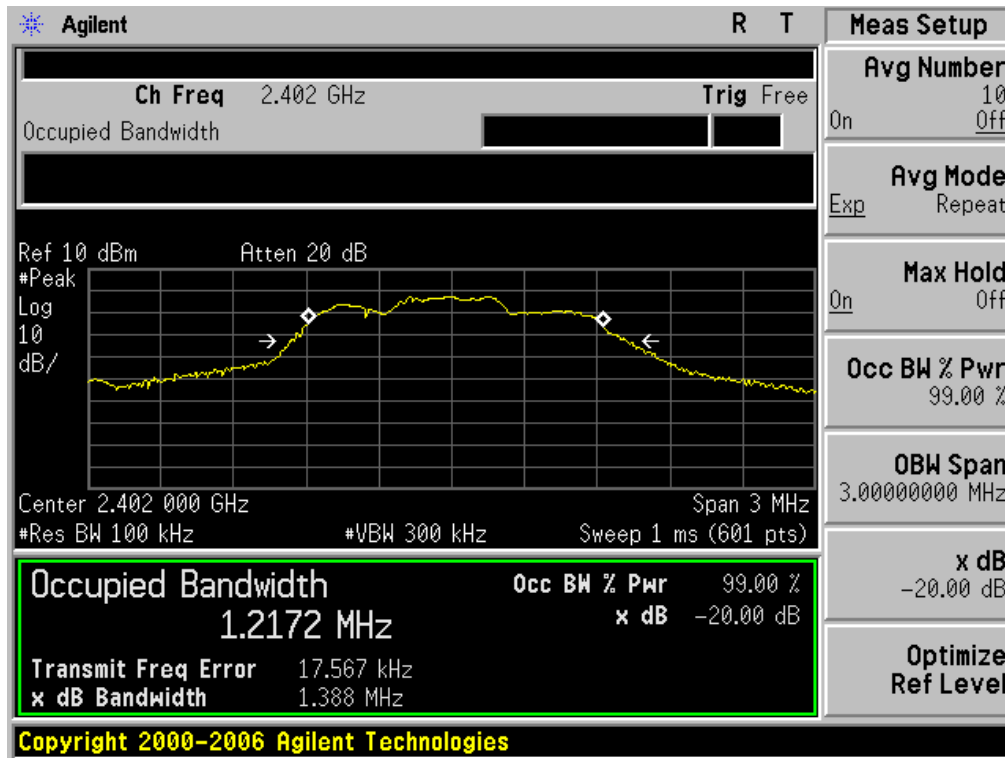 Agilent R T
Ch Freq 2.402 GHz Trig Free
Occupied Bandwidth
Ref 10 dBm Atten 20 dB
#Peak
Log
10
dB/
Center 2.402 000 GHz Span 3 MHz
#Res BW 100 kHz #VBW 300 kHz Sweep 1 ms (601 pts)
Occupied Bandwidth Occ BW % Pwr 99.00 %
1.2172 MHz x dB -20.00 dB
Transmit Freq Error 17.567 kHz
x dB Bandwidth 1.388 MHz
Copyright 2000-2006 Agilent Technologies
Meas Setup
Avg Number
10
On Off
Avg Mode
Exp Repeat
Max Hold
On Off
Occ BW % Pwr
99.00 %
OBW Span
3.00000000 MHz
x dB
-20.00 dB
Optimize
Ref Level